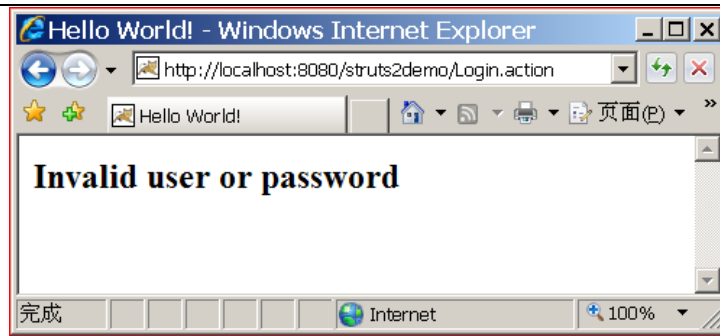 Hello World! - Windows Internet Explorer
http://localhost:8080/struts2demo/Login.action
Hello World!
页面(P)
»
Invalid user or password
完成
Internet
100%